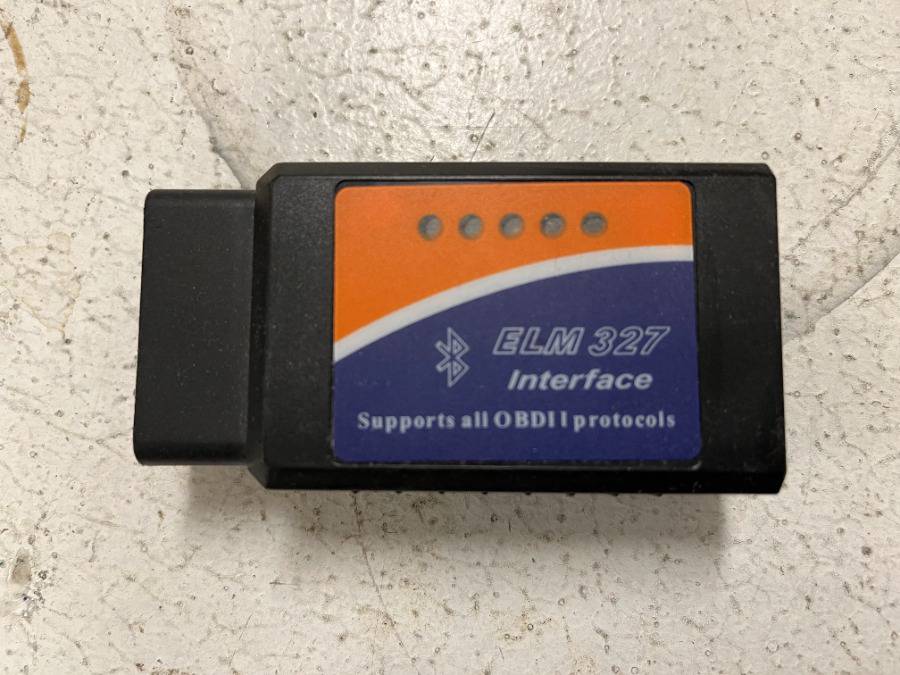 ELM 327
Interface
Supports all OBDII protocols